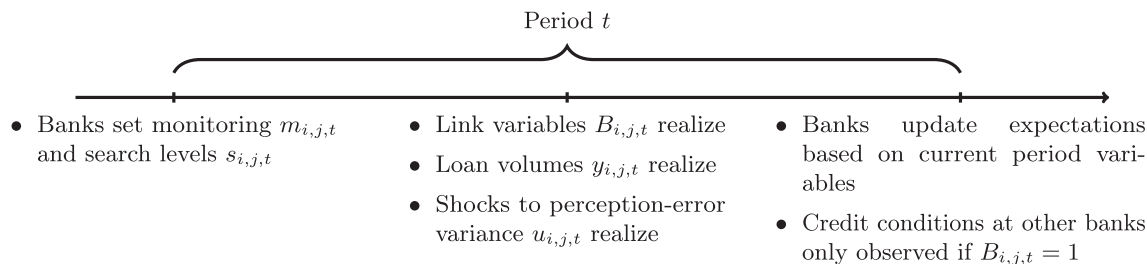 Period t
• Banks set monitoring m_{i,j,t}
and search levels s_{i,j,t}
• Link variables B_{i,j,t} realize
• Loan volumes y_{i,j,t} realize
• Shocks to perception-error
variance u_{i,j,t} realize
• Banks update expectations
based on current period vari-
ables
• Credit conditions at other banks
only observed if B_{i,j,t} = 1